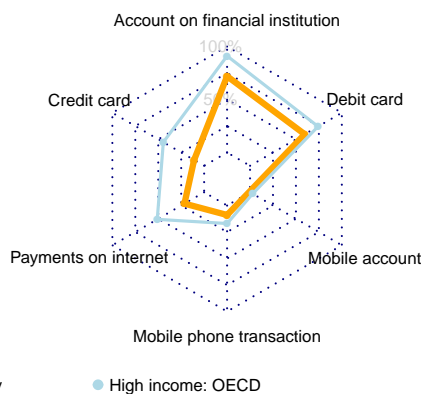 Account on financial institution
100%
Credit card
Debit card
Payments on internet
Mobile account
Mobile phone transaction
High income: OECD